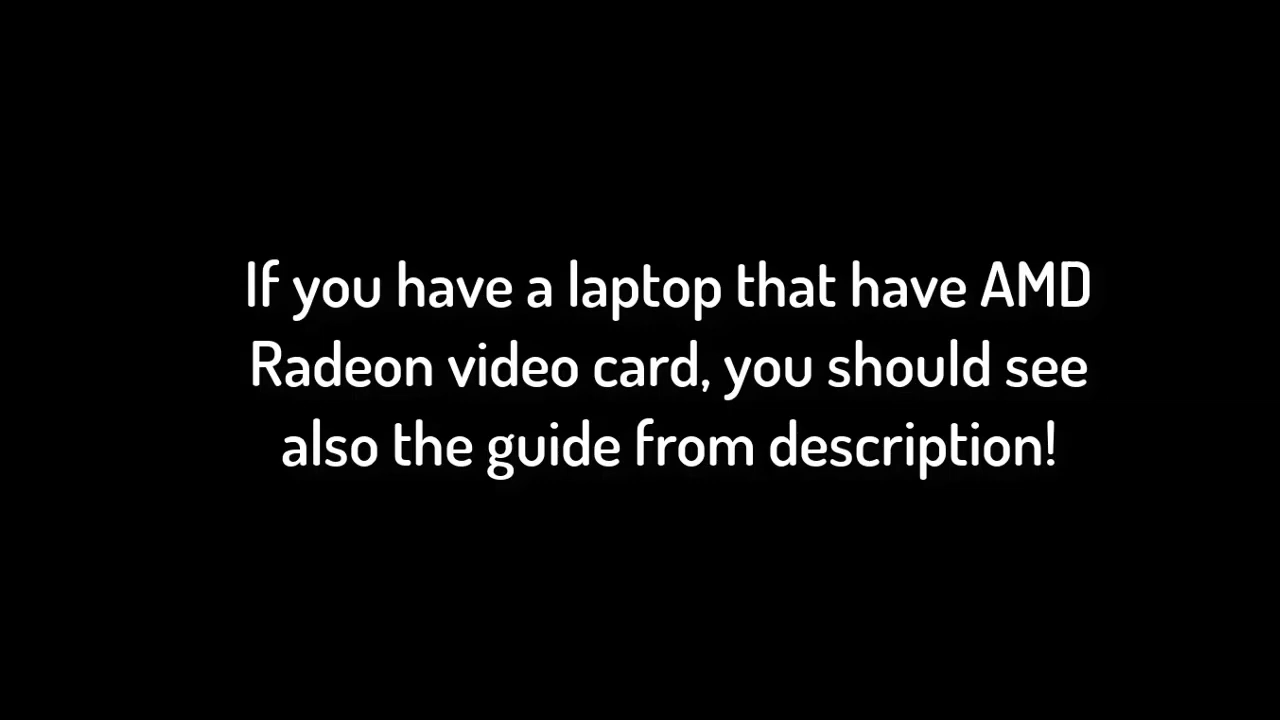 If you have a laptop that have AMD
Radeon video card, you should see
also the guide from description!